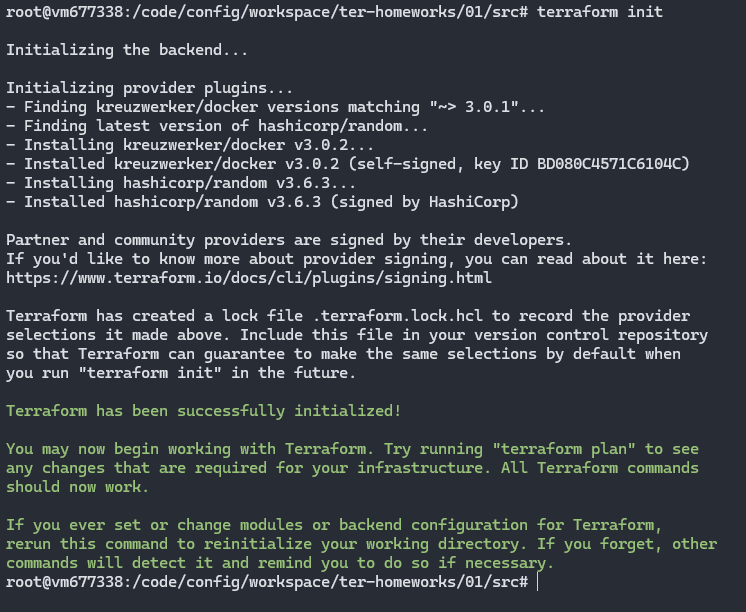 root@vm677338:/code/config/workspace/ter-homeworks/01/src# terraform init
Initializing the backend...
Initializing provider plugins...
- Finding kreuzwerker/docker versions matching "~> 3.0.1"...
- Finding latest version of hashicorp/random...
- Installing kreuzwerker/docker v3.0.2...
- Installed kreuzwerker/docker v3.0.2 (self-signed, key ID BD080C4571C6104C)
- Installing hashicorp/random v3.6.3...
- Installed hashicorp/random v3.6.3 (signed by HashiCorp)
Partner and community providers are signed by their developers.
If you'd like to know more about provider signing, you can read about it here:
https://www.terraform.io/docs/cli/plugins/signing.html
Terraform has created a lock file .terraform.lock.hcl to record the provider
selections it made above. Include this file in your version control repository
so that Terraform can guarantee to make the same selections by default when
you run "terraform init" in the future.
Terraform has been successfully initialized!
You may now begin working with Terraform. Try running "terraform plan" to see
any changes that are required for your infrastructure. All Terraform commands
should now work.
If you ever set or change modules or backend configuration for Terraform,
rerun this command to reinitialize your working directory. If you forget, other
commands will detect it and remind you to do so if necessary.
root@vm677338:/code/config/workspace/ter-homeworks/01/src#